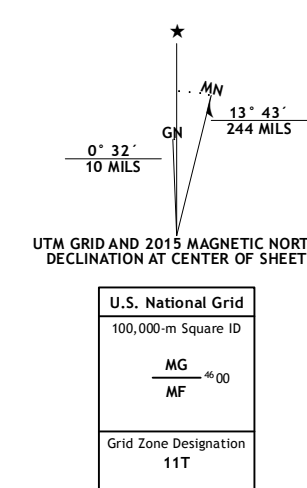 ★
MN
GN
13° 43´
244 MILS
0° 32´
10 MILS
UTM GRID AND 2015 MAGNETIC NORT
DECLINATION AT CENTER OF SHEET
U.S. National Grid
100,000-m Square ID
MG
4600
MF
Grid Zone Designation
11T